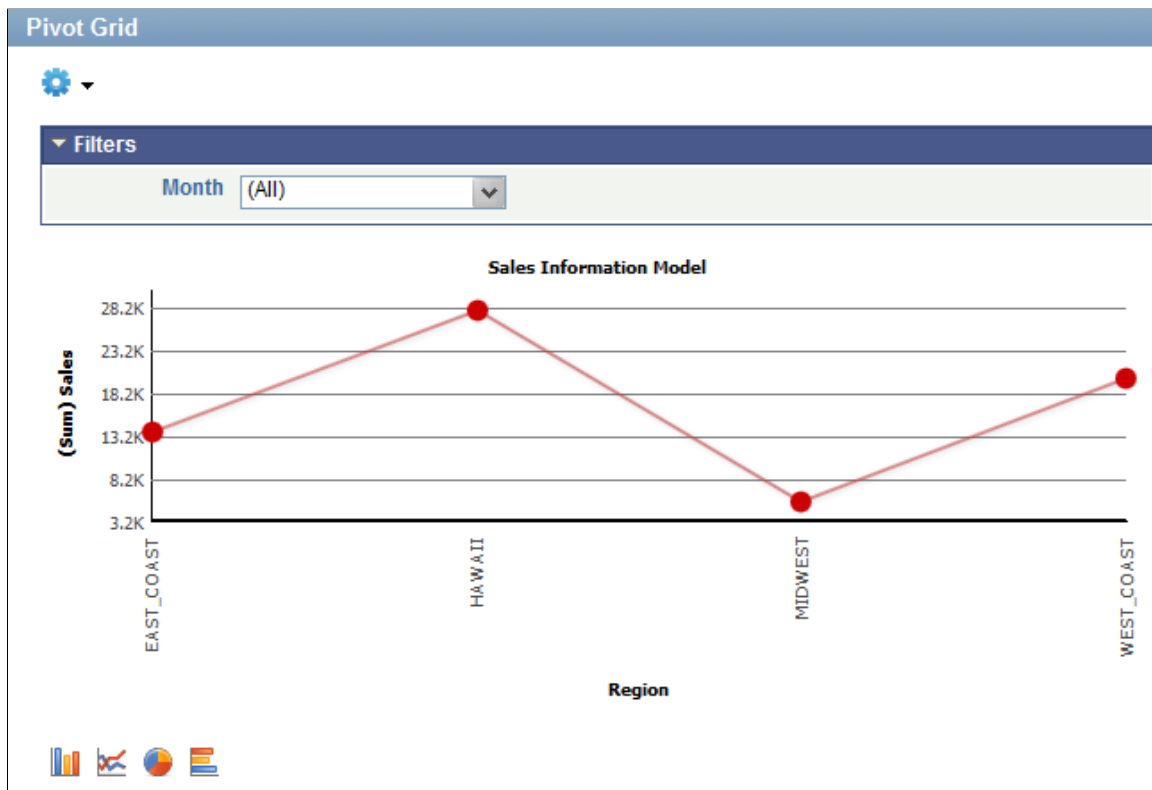 Pivot Grid
Filters
Month (All)
Sales Information Model
(Sum) Sales
28.2K
23.2K
18.2K
13.2K
8.2K
3.2K
EAST_COAST
HAWAII
MIDWEST
WEST_COAST
Region